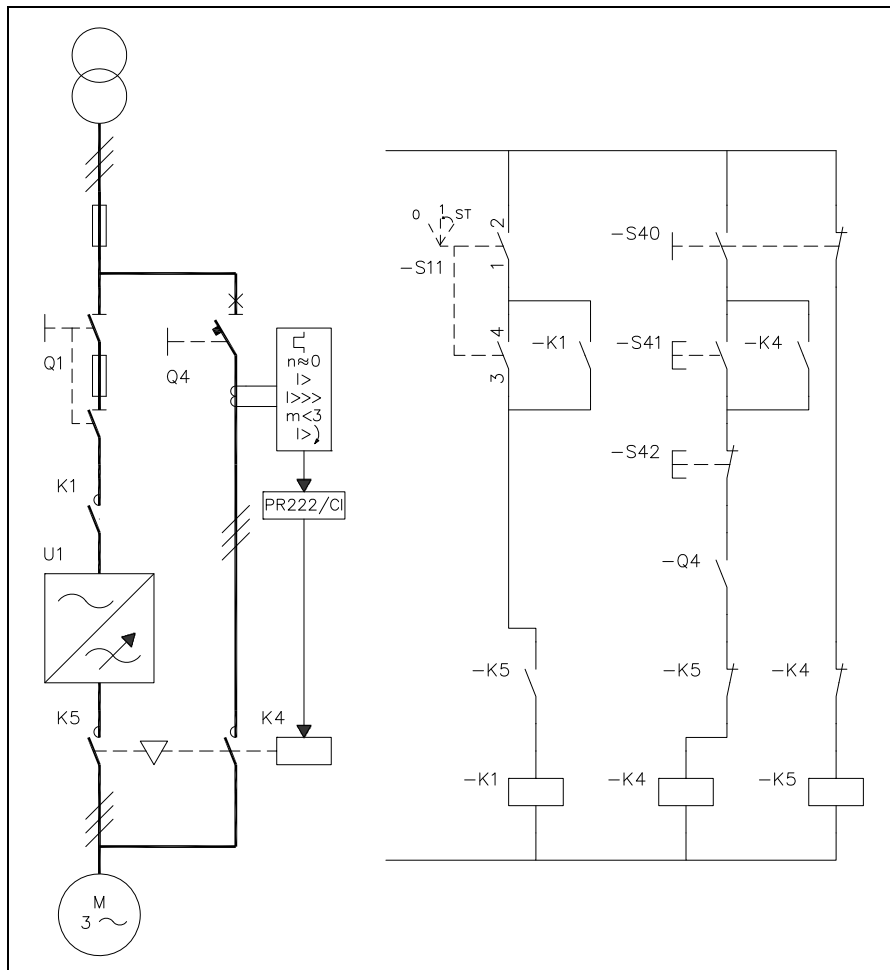 Q1
Q4
n≈0
I>
I>>>
m<3
I>
K1
PR222/CI
U1
K5
K4
M
3
0
1
ST
2
-S11
1
4
3
-K1
-S40
-S41
-K4
-S42
-Q4
-K5
-K5
-K4
-K1
-K4
-K5